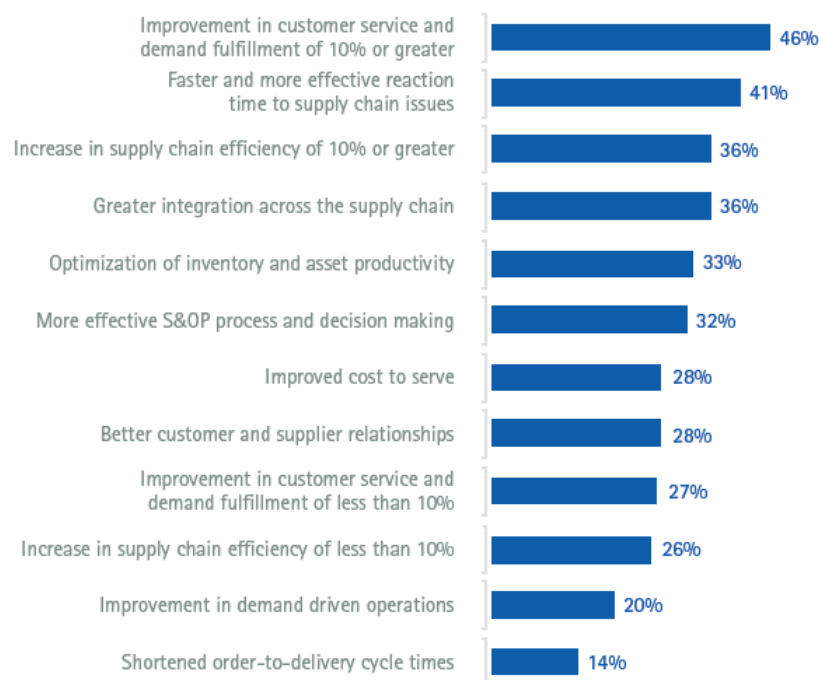 Improvement in customer service and
demand fulfillment of 10% or greater
46%
Faster and more effective reaction
time to supply chain issues
41%
Increase in supply chain efficiency of 10% or greater
36%
Greater integration across the supply chain
36%
Optimization of inventory and asset productivity
33%
More effective S&OP process and decision making
32%
Improved cost to serve
28%
Better customer and supplier relationships
28%
Improvement in customer service and
demand fulfillment of less than 10%
27%
Increase in supply chain efficiency of less than 10%
26%
Improvement in demand driven operations
20%
Shortened order-to-delivery cycle times
14%